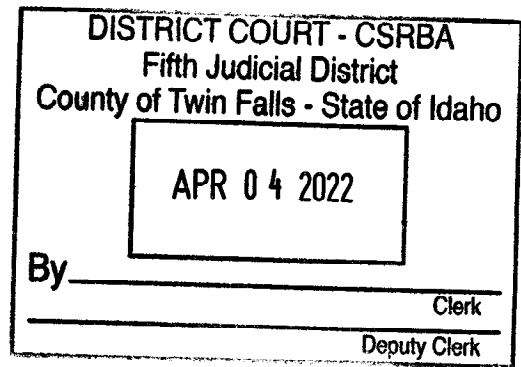 DISTRICT COURT - CSRBA
Fifth Judicial District
County of Twin Falls - State of Idaho
APR 04 2022
By
Clerk
Deputy Clerk